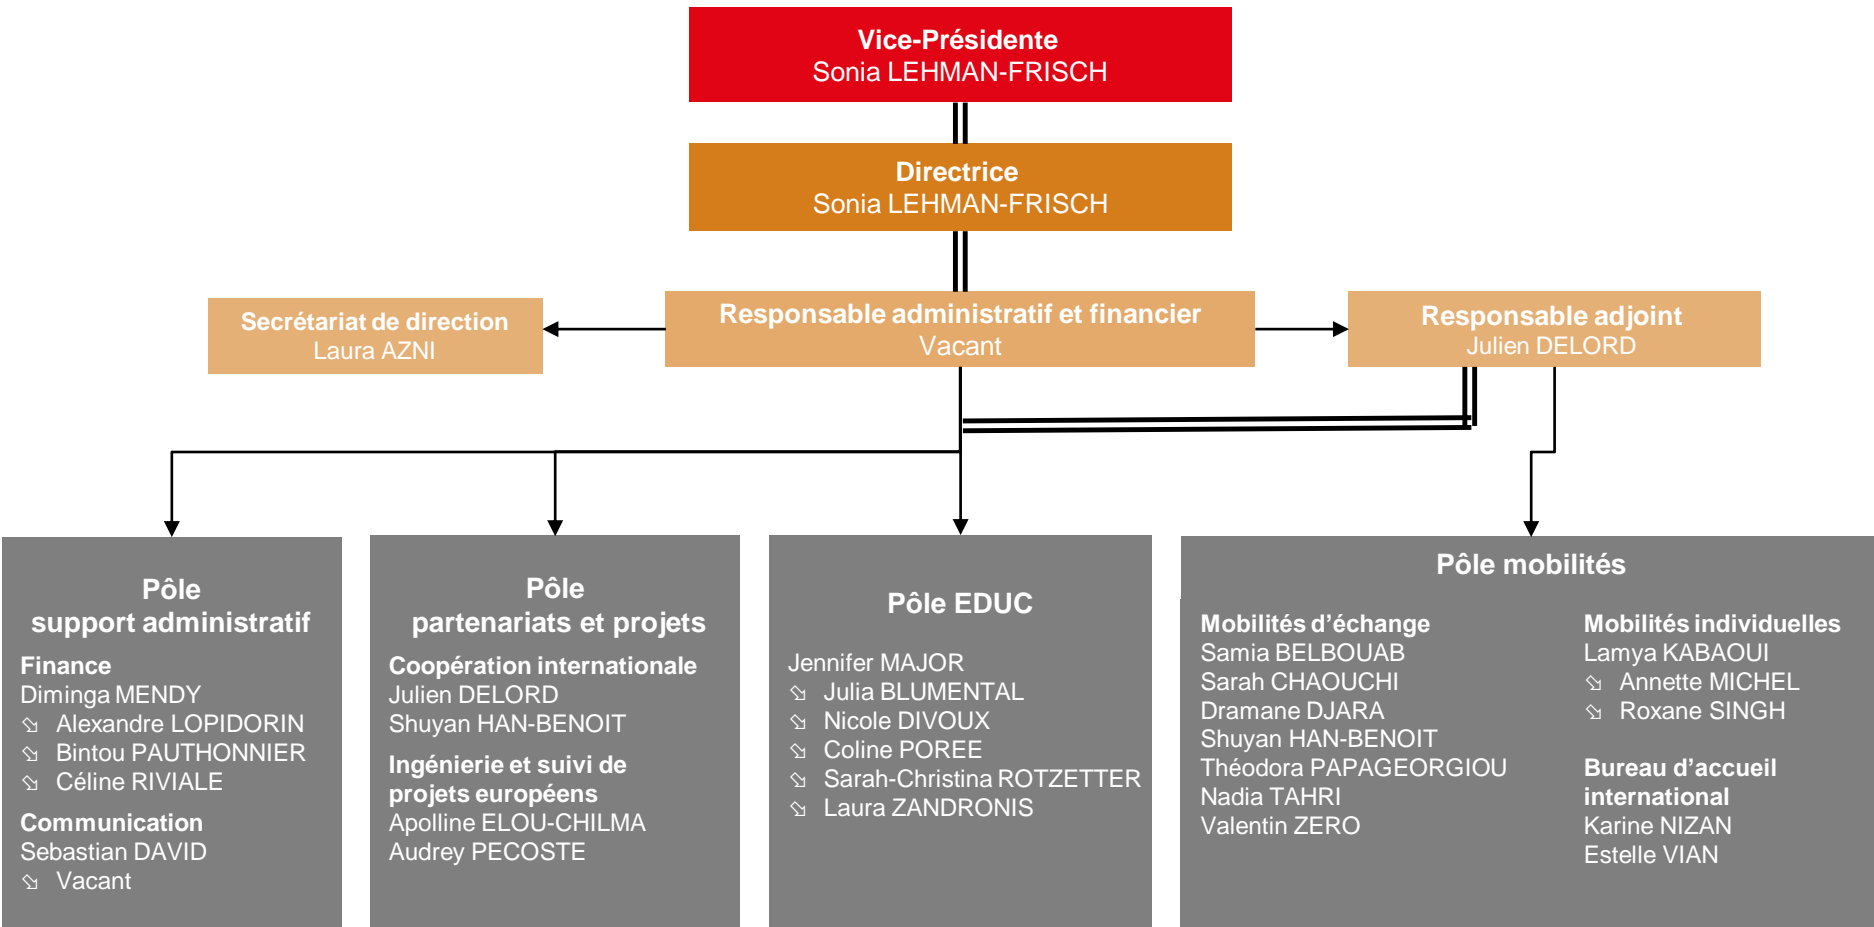 Vice-Présidente
Sonia LEHMAN-FRISCH
Directrice
Sonia LEHMAN-FRISCH
Secrétariat de direction
Laura AZNI
Responsable administratif et financier
Vacant
Responsable adjoint
Julien DELORD
Pôle
support administratif
Finance
Diminga MENDY
Alexandre LOPIDORIN
Bintou PAUTHONNIER
Céline RIVIALE
Communication
Sebastian DAVID
Vacant
Pôle
partenariats et projets
Coopération internationale
Julien DELORD
Shuyan HAN-BENOIT
Ingénierie et suivi de
projets européens
Apolline ELOU-CHILMA
Audrey PECOSTE
Pôle EDUC
Jennifer MAJOR
Julia BLUMENTAL
Nicole DIVOUX
Coline POREE
Sarah-Christina ROTZETTER
Laura ZANDRONIS
Pôle mobilités
Mobilités d’échange
Samia BELBOUAB
Sarah CHAOUCHI
Dramane DJARA
Shuyan HAN-BENOIT
Théodora PAPAGEORGIOU
Nadia TAHRI
Valentin ZERO
Mobilités individuelles
Lamya KABAOUI
Annette MICHEL
Roxane SINGH
Bureau d’accueil
international
Karine NIZAN
Estelle VIAN